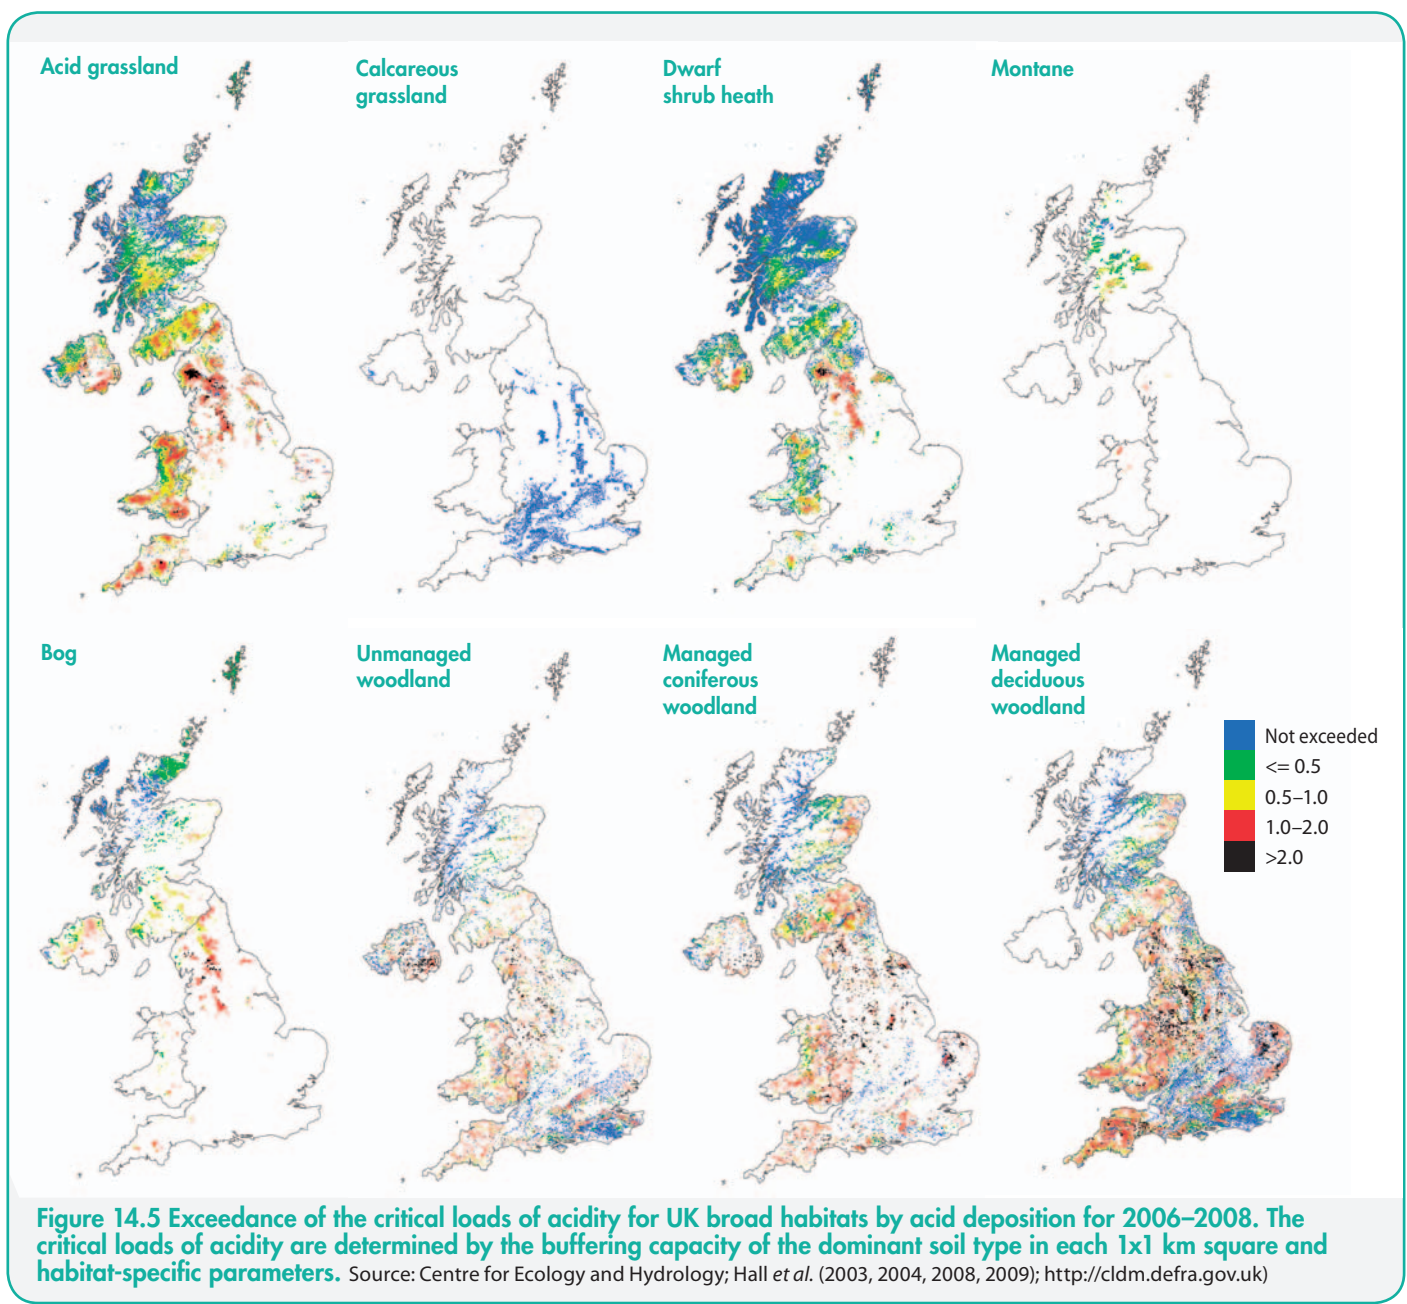 Acid grassland
Calcareous
grassland
Dwarf
shrub heath
Montane
Bog
Unmanaged
woodland
Managed
coniferous
woodland
Managed
deciduous
woodland
Not exceeded
<= 0.5
0.5–1.0
1.0–2.0
>2.0
Figure 14.5 Exceedance of the critical loads of acidity for UK broad habitats by acid deposition for 2006–2008. The
critical loads of acidity are determined by the buffering capacity of the dominant soil type in each 1x1 km square and
habitat-specific parameters. Source: Centre for Ecology and Hydrology; Hall et al. (2003, 2004, 2008, 2009); http://cldm.defra.gov.uk)